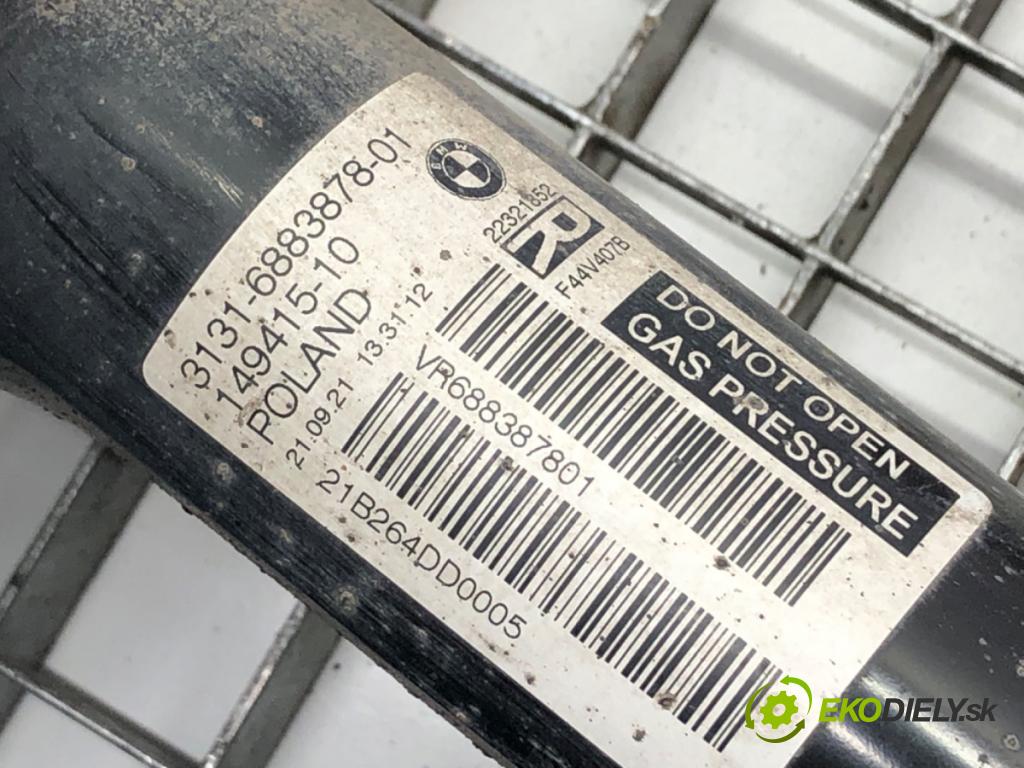 3131-6883878-01
149415-10
POLAND
21.09.21 13.31.12
BMW
22321852
R
F44V407B
VR688387801
21B264DD0005
DO NOT OPEN
GAS PRESSURE
EKODIELY.sk